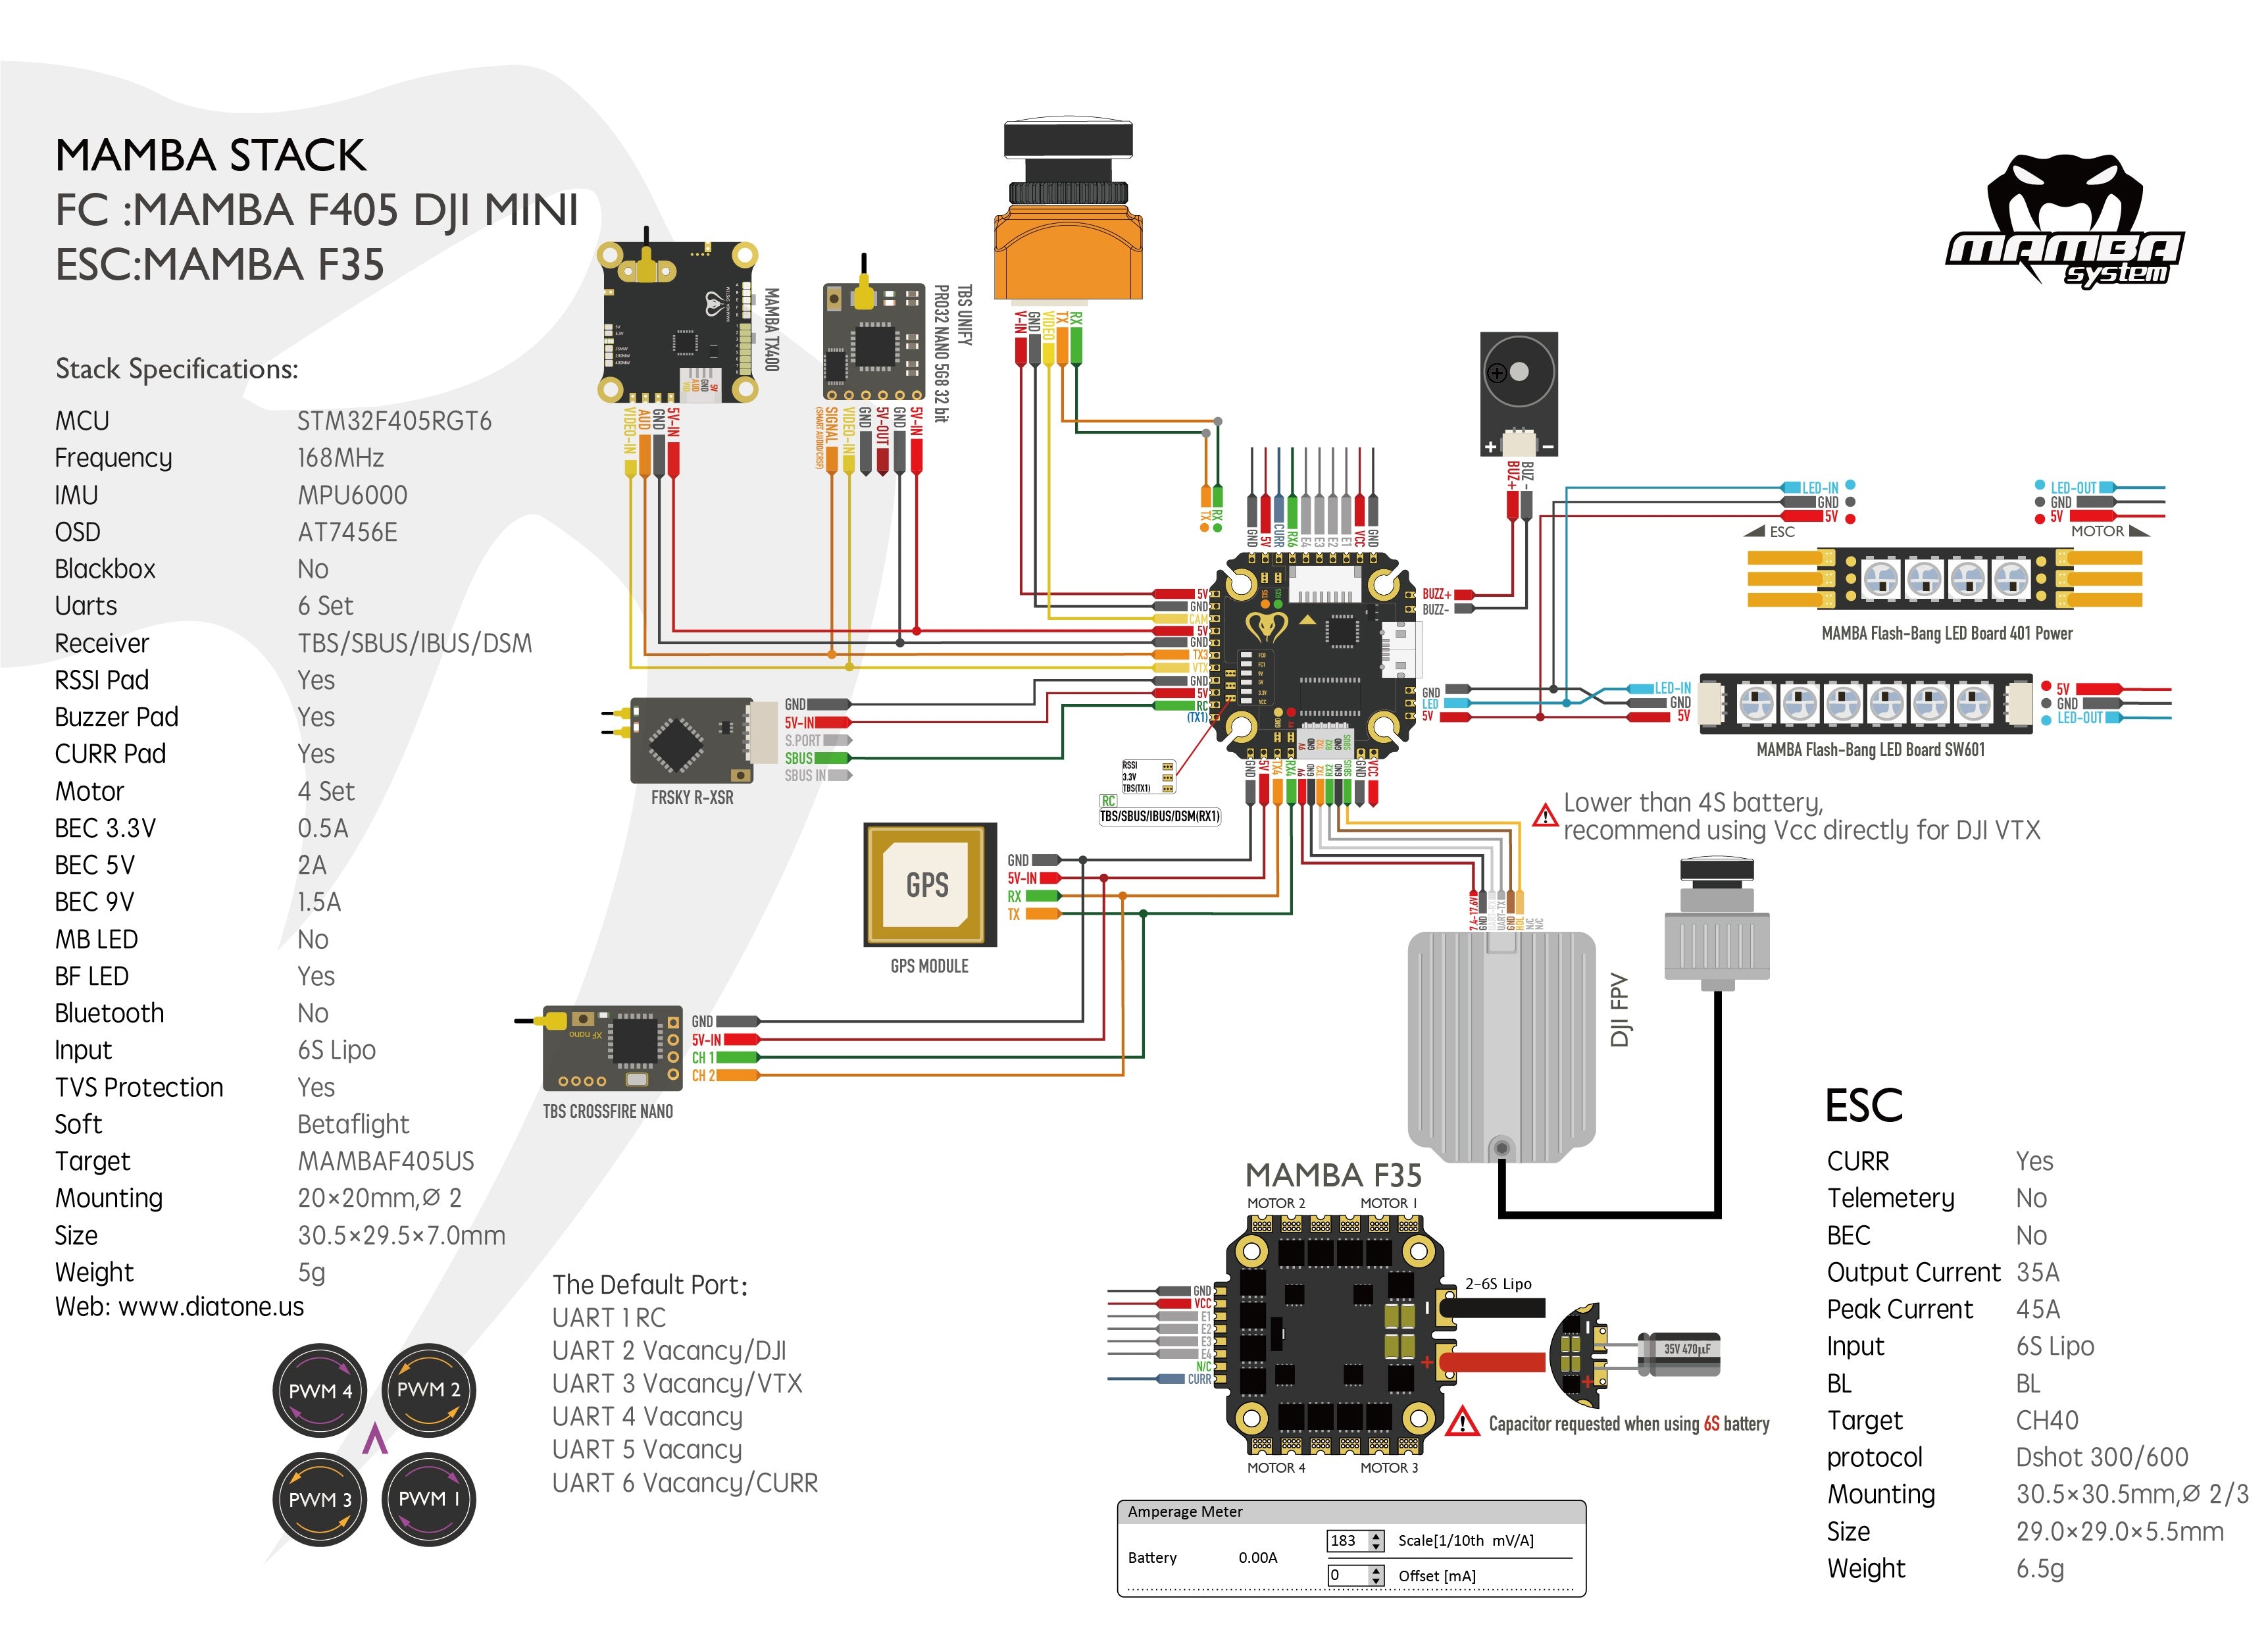 MAMBA STACK
FC :MAMBA F405 DJI MINI
ESC:MAMBA F35
Stack Specifications:
MCU STM32F405RGT6
Frequency 168MHz
IMU MPU6000
OSD AT7456E
Blackbox No
Uarts 6 Set
Receiver TBS/SBUS/IBUS/DSM
RSSI Pad Yes
Buzzer Pad Yes
CURR Pad Yes
Motor 4 Set
BEC 3.3V 0.5A
BEC 5V 2A
BEC 9V 1.5A
MB LED No
BF LED Yes
Bluetooth No
Input 6S Lipo
TVS Protection Yes
Soft Betaflight
Target MAMBAF405US
Mounting 20×20mm,Ø 2
Size 30.5×29.5×7.0mm
Weight 5g
Web: www.diatone.us
PWM 4 PWM 2
PWM 3 PWM 1
The Default Port:
UART 1 RC
UART 2 Vacancy/DJI
UART 3 Vacancy/VTX
UART 4 Vacancy
UART 5 Vacancy
UART 6 Vacancy/CURR
MAMBA TX400
VIDEO-IN AUD GND 5V-IN
TBS UNIFY
PRO32 NANO 5G8 32 bit
SIGNAL (SMART AUDIO/CRSF) VIDEO-IN GND 5V-OUT GND 5V-IN
V-IN GND VIDEO TX RX
TX RX
GND 5V CURR RX6 E4 E3 E2 E1 VCC GND
+ −
BUZ+ BUZ -
MAMBA
system
LED-IN
GND
5V
ESC
LED-OUT
GND
5V
MOTOR
MAMBA Flash-Bang LED Board 401 Power
LED-IN
GND
5V
5V
GND
LED-OUT
MAMBA Flash-Bang LED Board SW601
5V
GND
CAM
5V
GND
TX3
VTX
GND
5V
RC
(TX1)
BUZZ+
BUZZ-
GND
LED
5V
RSSI
3.3V
TBS(TX1)
RC
TBS/SBUS/IBUS/DSM(RX1)
GND 5V TX4 RX4 9V GND TX2 RX2 GND SBUS GND VCC
GND
5V-IN
S.PORT
SBUS
SBUS IN
FRSKY R-XSR
GPS
GPS MODULE
GND
5V-IN
RX
TX
XF nano
GND
5V-IN
CH 1
CH 2
TBS CROSSFIRE NANO
Lower than 4S battery,
recommend using Vcc directly for DJI VTX
7.4-17.6V GND UART-RX UART-TX GND HDL N/C N/C
DJI FPV
MAMBA F35
MOTOR 2 MOTOR 1
GND
VCC
E1
E2
E3
E4
N/C
CURR
2-6S Lipo
35V 470μF
MOTOR 4 MOTOR 3
Capacitor requested when using 6S battery
Amperage Meter
Battery 0.00A
183 Scale[1/10th mV/A]
0 Offset [mA]
ESC
CURR Yes
Telemetery No
BEC No
Output Current 35A
Peak Current 45A
Input 6S Lipo
BL BL
Target CH40
protocol Dshot 300/600
Mounting 30.5×30.5mm,Ø 2/3
Size 29.0×29.0×5.5mm
Weight 6.5g